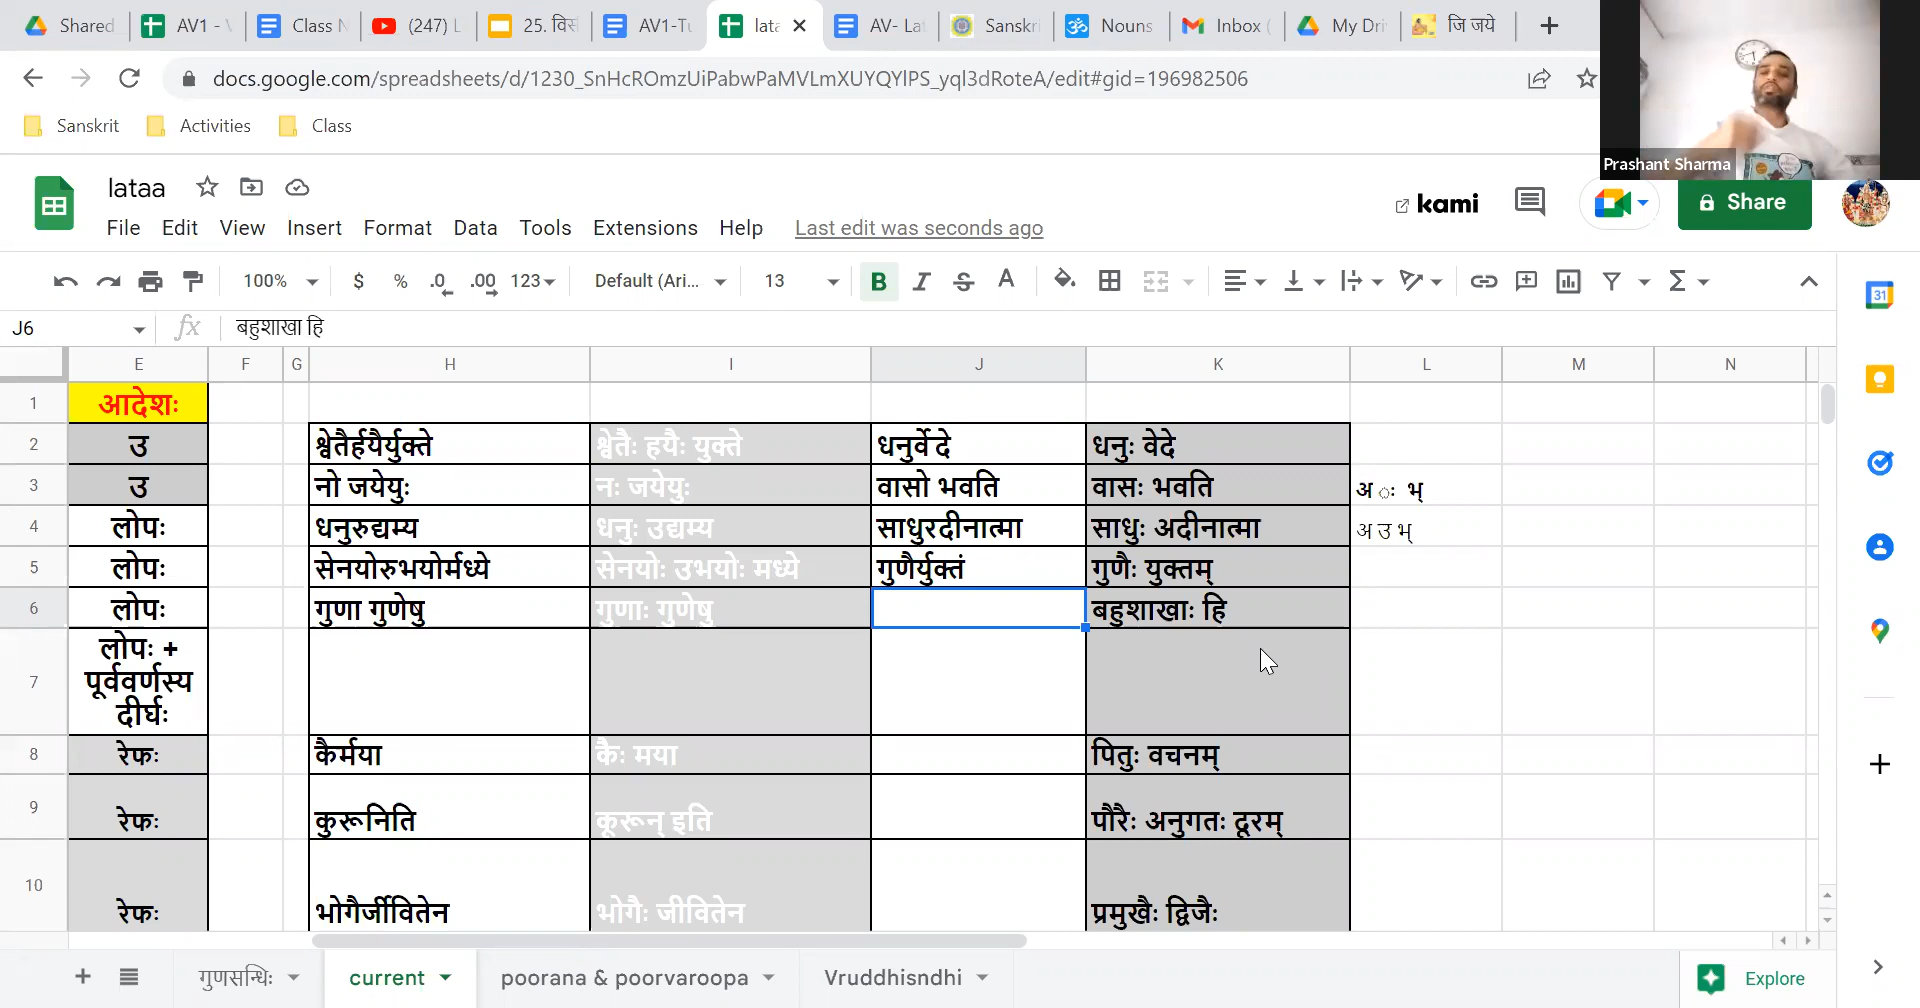 Shared AV1 - Class N (247) L 25. विस AV1-Tu lata AV- La Sanskri Nouns Inbox ( My Dri जि जये
docs.google.com/spreadsheets/d/1230_SnHcROmzUiPabwPaMVLmXUYQYlPS_yql3dRoteA/edit#gid=196982506
Sanskrit Activities Class
Prashant Sharma
lataa
kami Share
File Edit View Insert Format Data Tools Extensions Help Last edit was seconds ago
100% $ % .0 .00 123 Default (Ari... 13 B I S A
31
J6 fx बहुशाखा हि
E F G H I J K L M N
1 आदेशः
2 उ श्वेतैर्हयैर्युक्ते श्वेतैः हयैः युक्ते धनुर्वेदे धनुः वेदे
3 उ नो जयेयुः नः जयेयुः वासो भवति वासः भवति अ ः भ्
4 लोपः धनुरुद्यम्य धनुः उद्यम्य साधुरदीनात्मा साधुः अदीनात्मा अ उ भ्
5 लोपः सेनयोरुभयोर्मध्ये सेनयोः उभयोः मध्ये गुणैर्युक्तं गुणैः युक्तम्
6 लोपः गुणा गुणेषु गुणाः गुणेषु बहुशाखाः हि
7 लोपः +
पूर्ववर्णस्य
दीर्घः
8 रेफः कैर्मया कैः मया पितुः वचनम्
9 रेफः कुरूनिति कूरून् इति पौरैः अनुगतः दूरम्
10 रेफः भोगैर्जीवितेन भोगैः जीवितेन प्रमुखैः द्विजैः
गुणसन्धिः current poorana & poorvaroopa Vruddhisndhi Explore